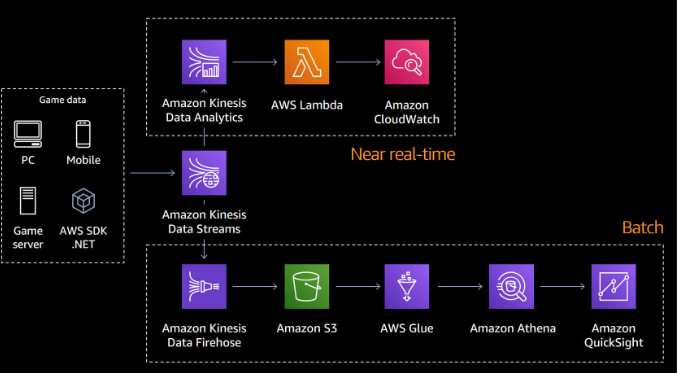 Game data
PC
Mobile
Game
server
AWS SDK
.NET
Amazon Kinesis
Data Analytics
AWS Lambda
Amazon
CloudWatch
Near real-time
Amazon Kinesis
Data Streams
Batch
Amazon Kinesis
Data Firehose
Amazon S3
AWS Glue
Amazon Athena
Amazon
QuickSight